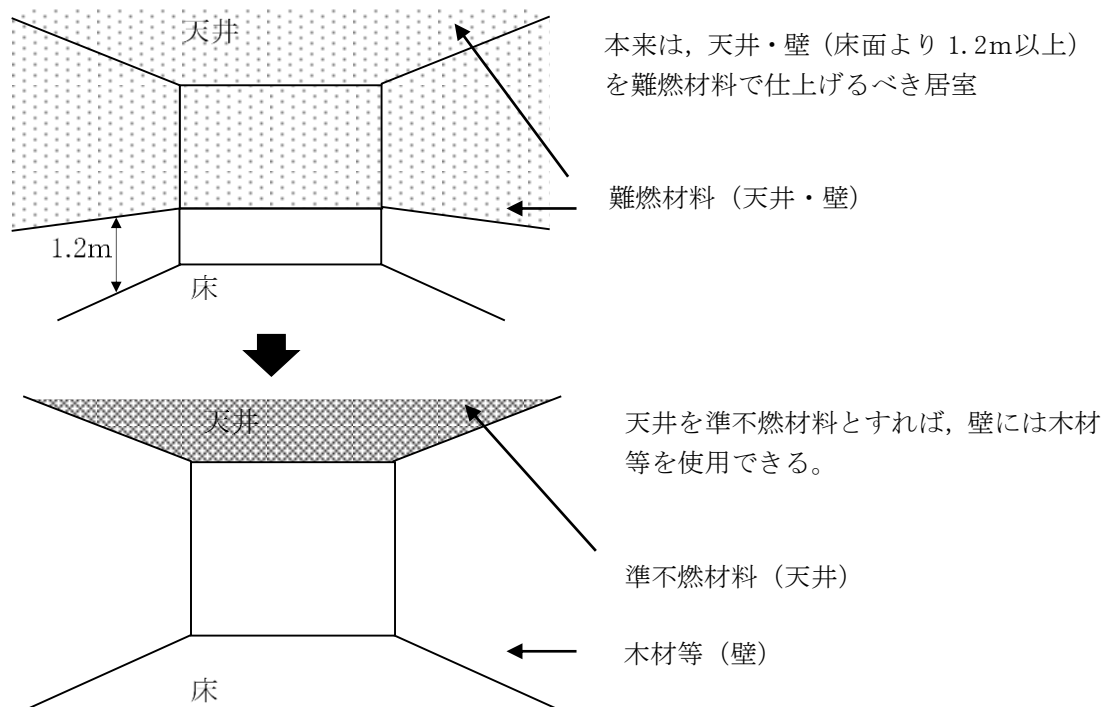 天井
本来は，天井・壁（床面より 1.2m以上）
を難燃材料で仕上げるべき居室
難燃材料（天井・壁）
1.2m
床
天井
天井を準不燃材料とすれば，壁には木材
等を使用できる。
準不燃材料（天井）
木材等（壁）
床